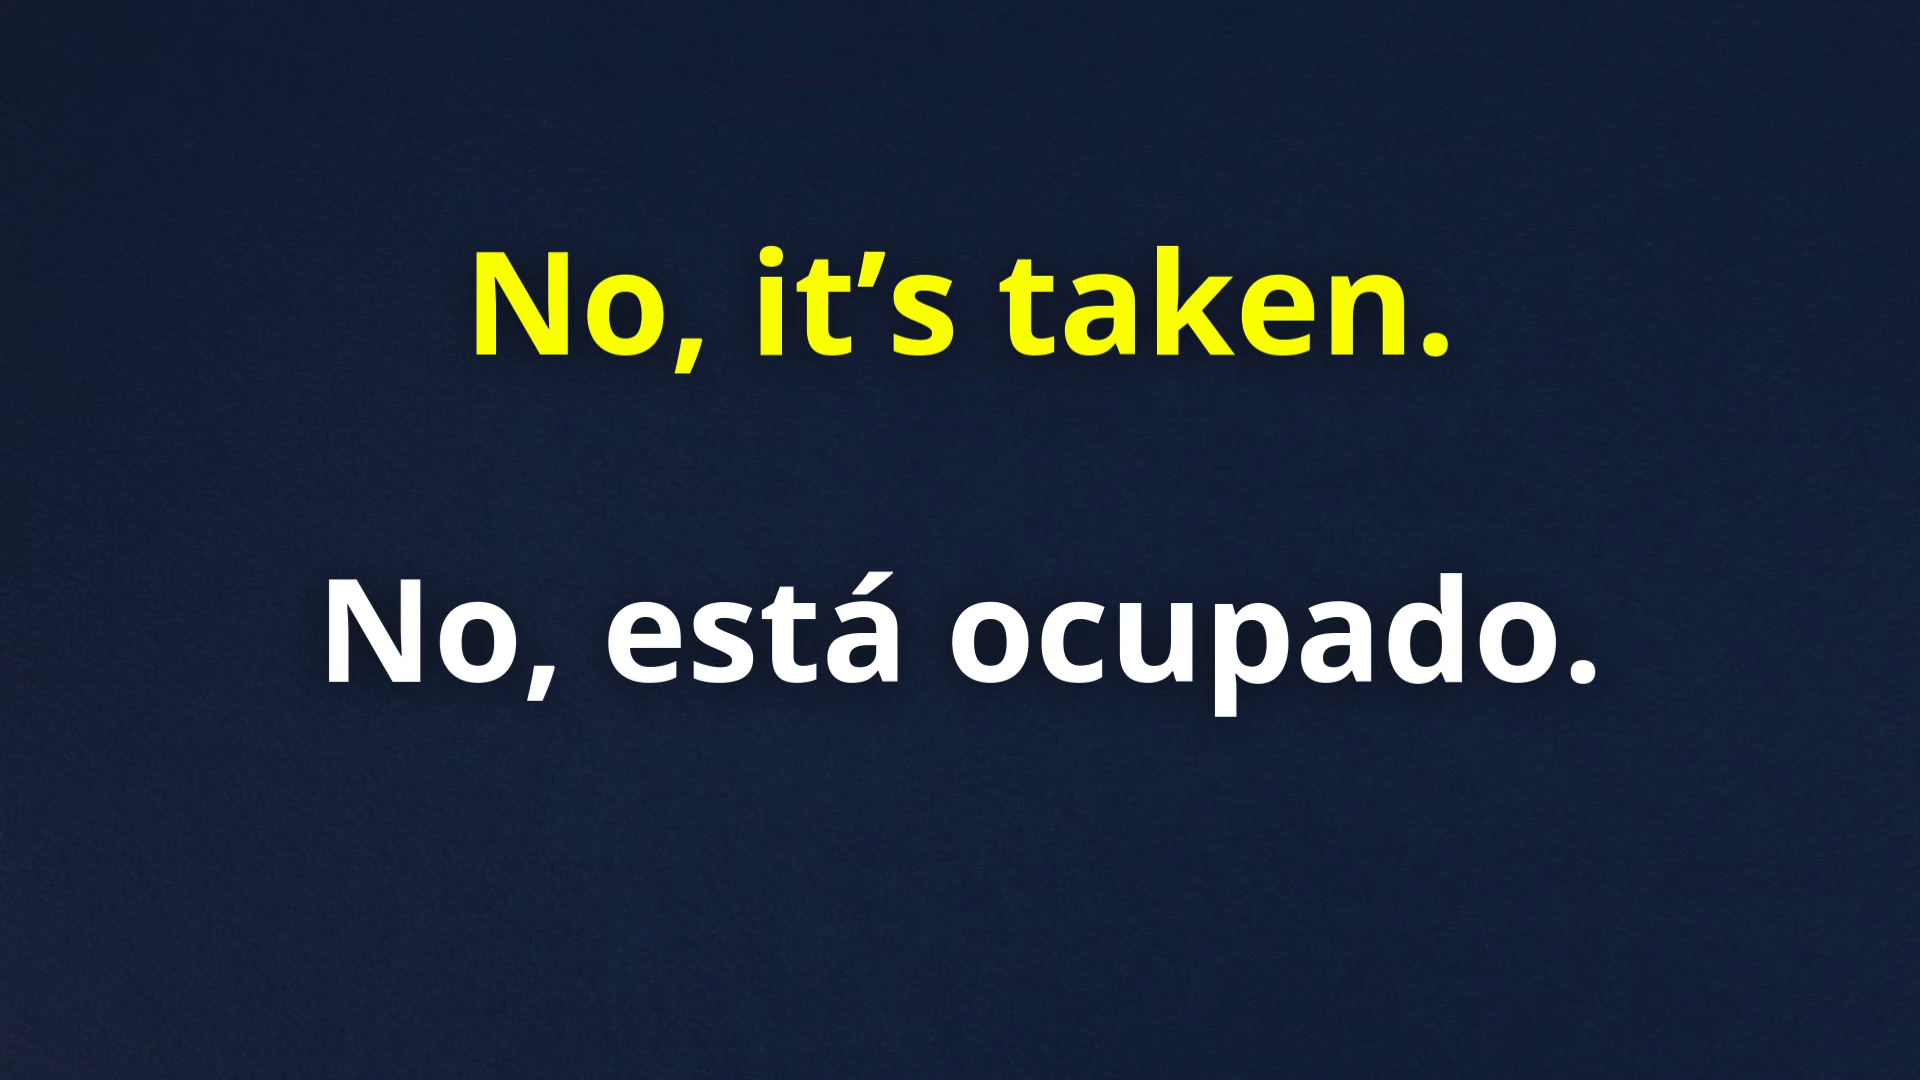 No, it’s taken.
No, está ocupado.